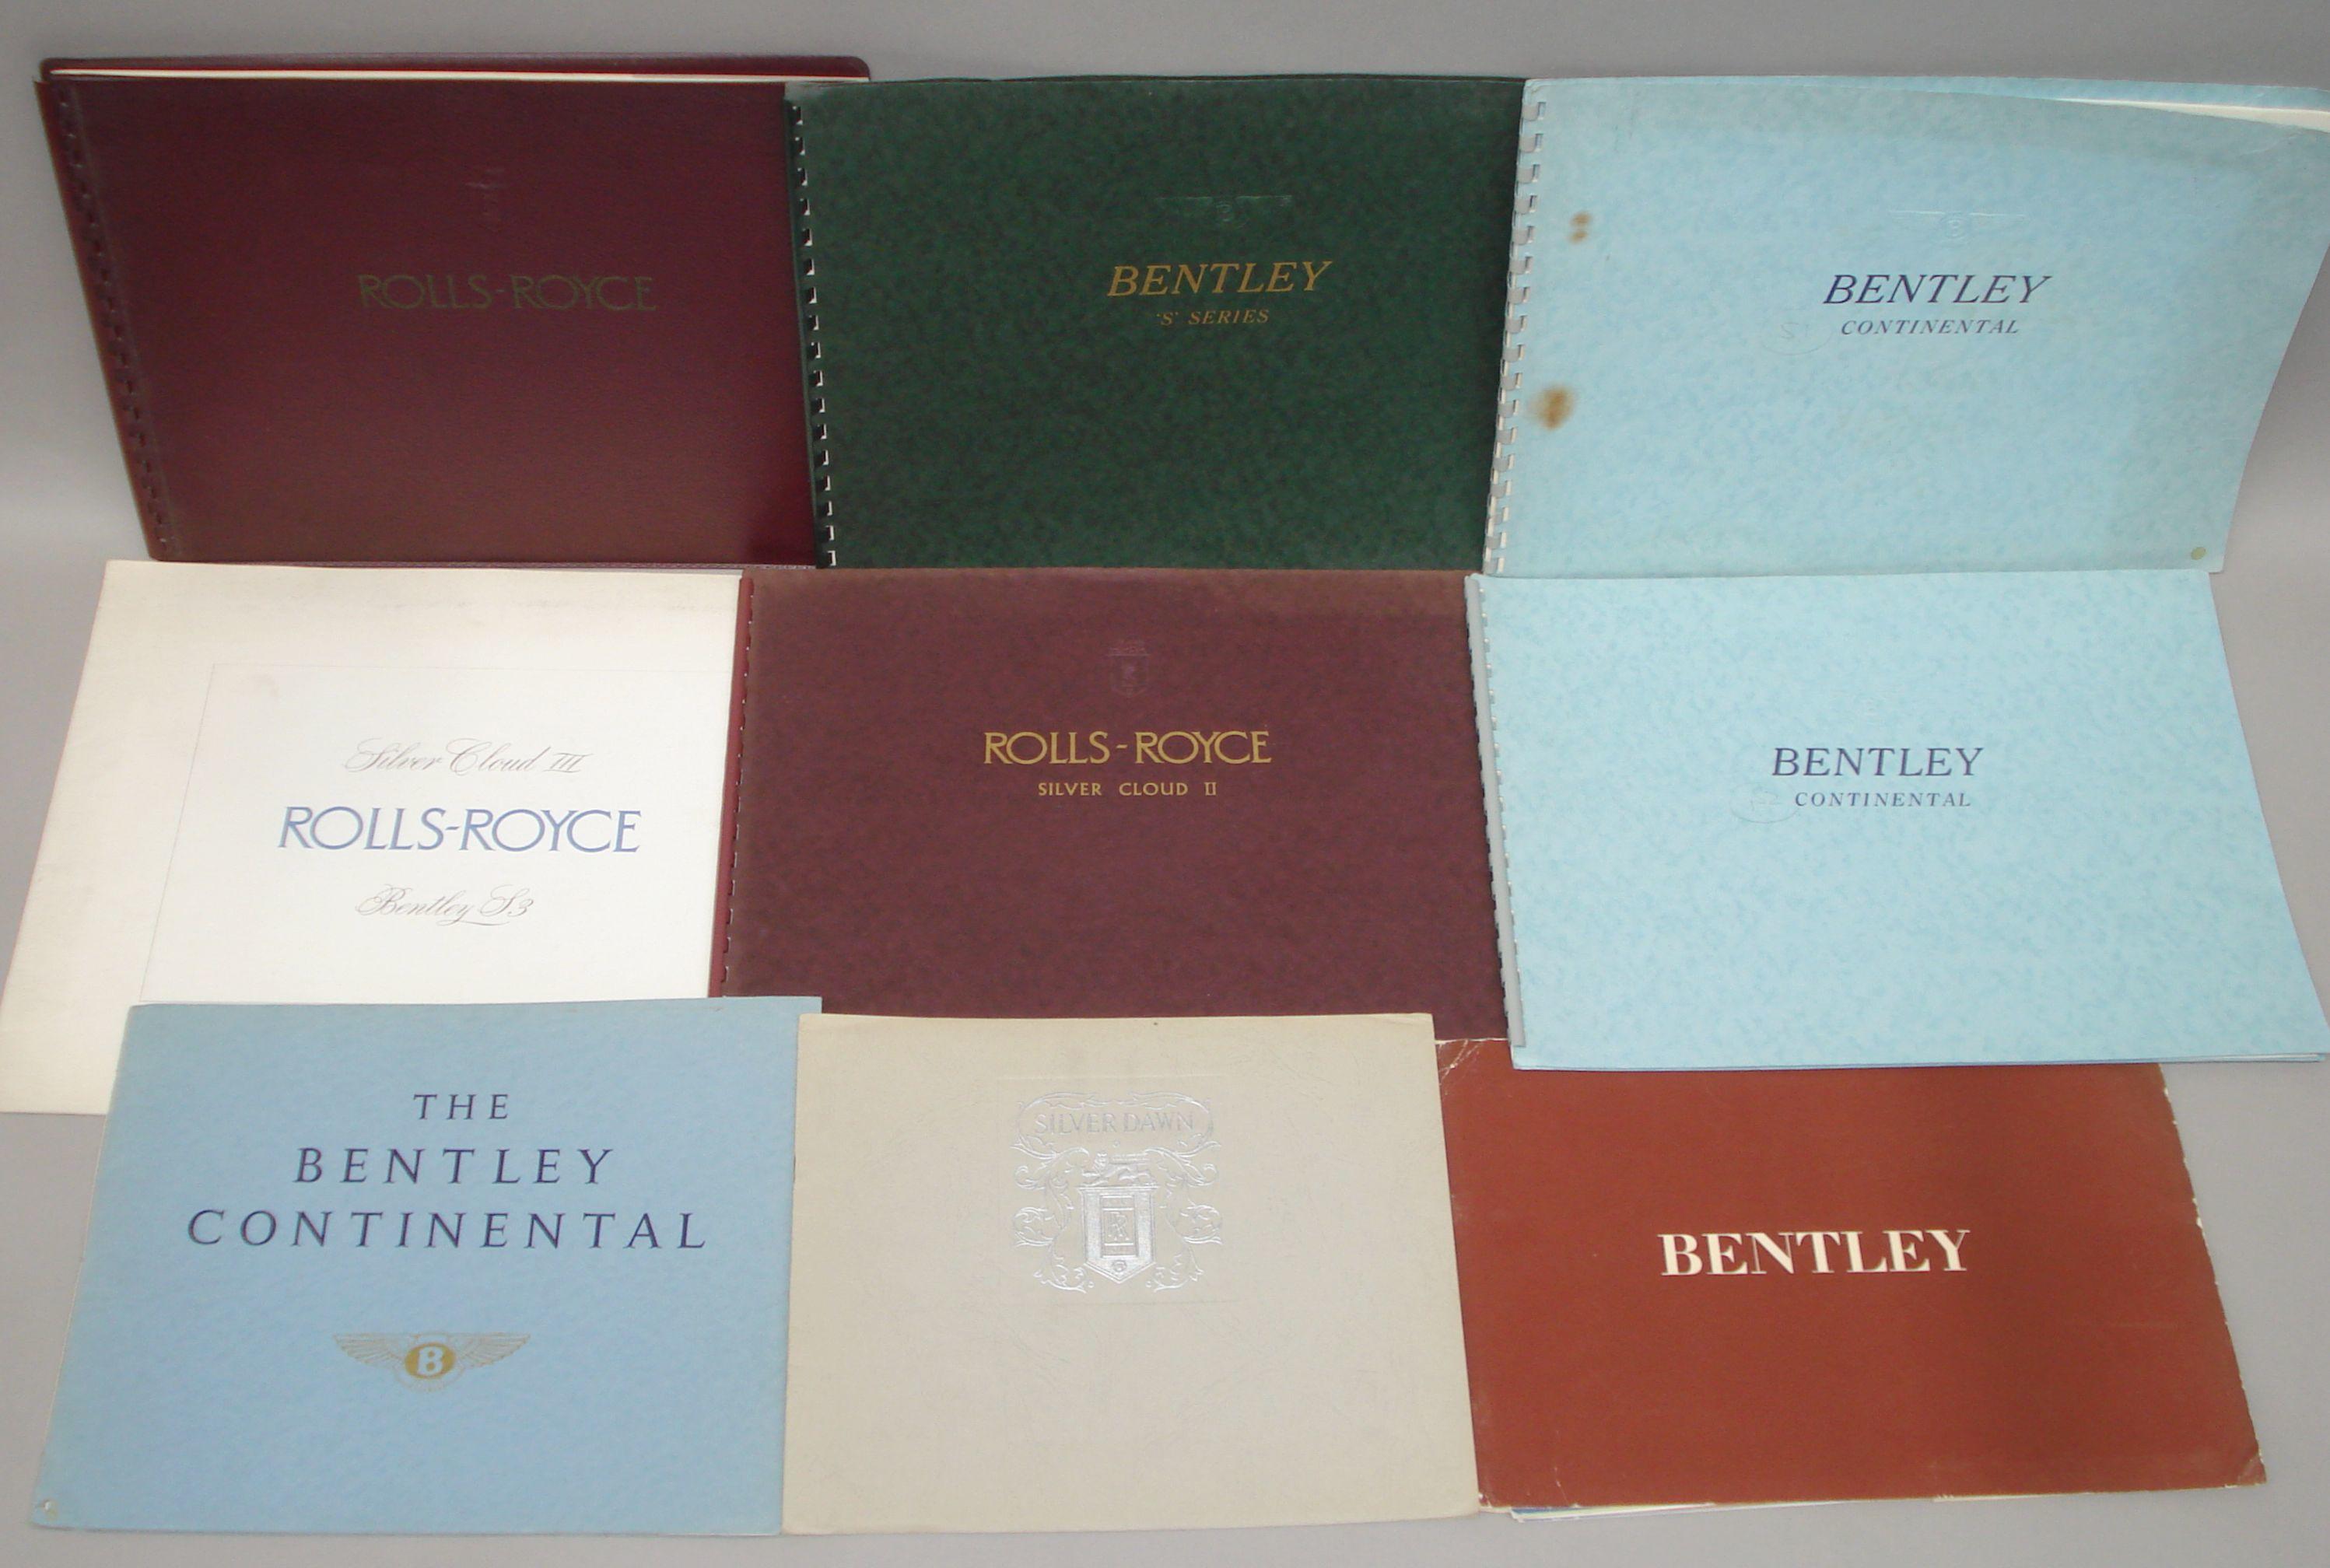 ROLLS-ROYCE
BENTLEY
'S' SERIES
BENTLEY
CONTINENTAL
Silver Cloud III
ROLLS-ROYCE
Bentley S3
ROLLS-ROYCE
SILVER CLOUD II
BENTLEY
CONTINENTAL
THE
BENTLEY
CONTINENTAL
B
SILVER DAWN
BENTLEY